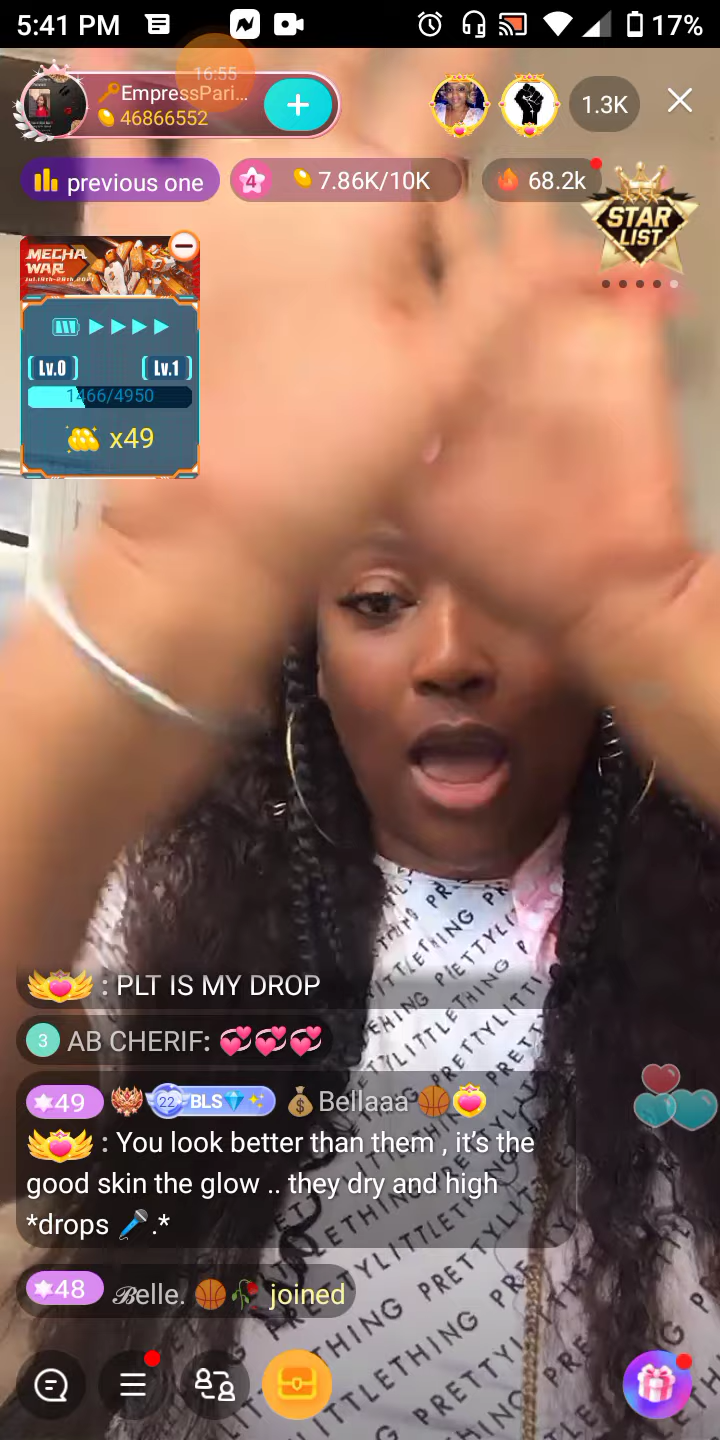 5:41 PM
17%
16:55
EmpressPari...
46866552
1.3K
previous one
4
7.86K/10K
68.2k
STAR
LIST
MECHA
WAR
Lv.0
Lv.1
1466/4950
x49
: PLT IS MY DROP
3 AB CHERIF: 💞💞💞
49 22 BLS💎✨ 💰Bellaaa 🏀
: You look better than them , it’s the
good skin the glow .. they dry and high
*drops 🎤.*
48 ℬelle. 🏀🥀 joined
PRETTYLITTLETHING PRETTYLITTLETHING